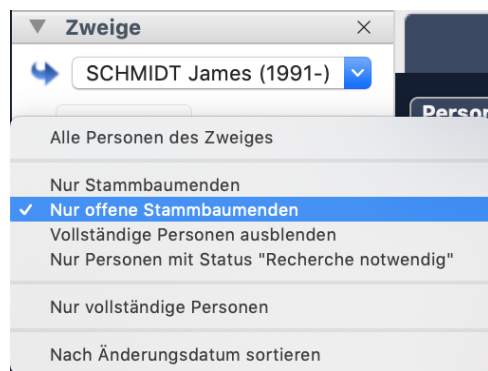 Zweige
SCHMIDT James (1991-)
Person
Alle Personen des Zweiges
Nur Stammbaumenden
Nur offene Stammbaumenden
Vollständige Personen ausblenden
Nur Personen mit Status "Recherche notwendig"
Nur vollständige Personen
Nach Änderungsdatum sortieren